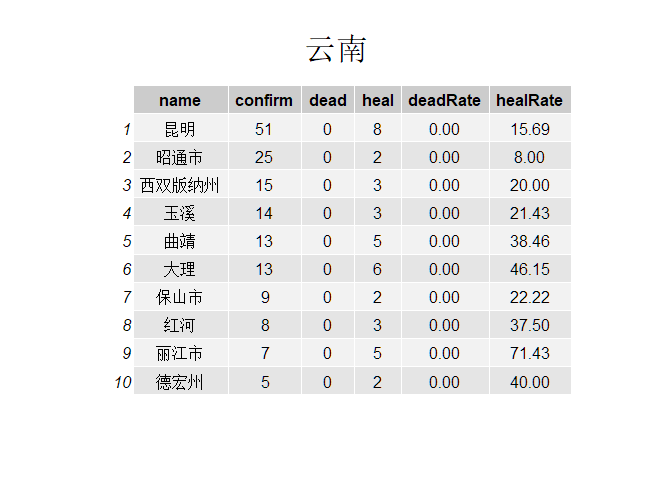 云南
name confirm dead heal deadRate healRate
1 昆明 51 0 8 0.00 15.69
2 昭通市 25 0 2 0.00 8.00
3 西双版纳州 15 0 3 0.00 20.00
4 玉溪 14 0 3 0.00 21.43
5 曲靖 13 0 5 0.00 38.46
6 大理 13 0 6 0.00 46.15
7 保山市 9 0 2 0.00 22.22
8 红河 8 0 3 0.00 37.50
9 丽江市 7 0 5 0.00 71.43
10 德宏州 5 0 2 0.00 40.00